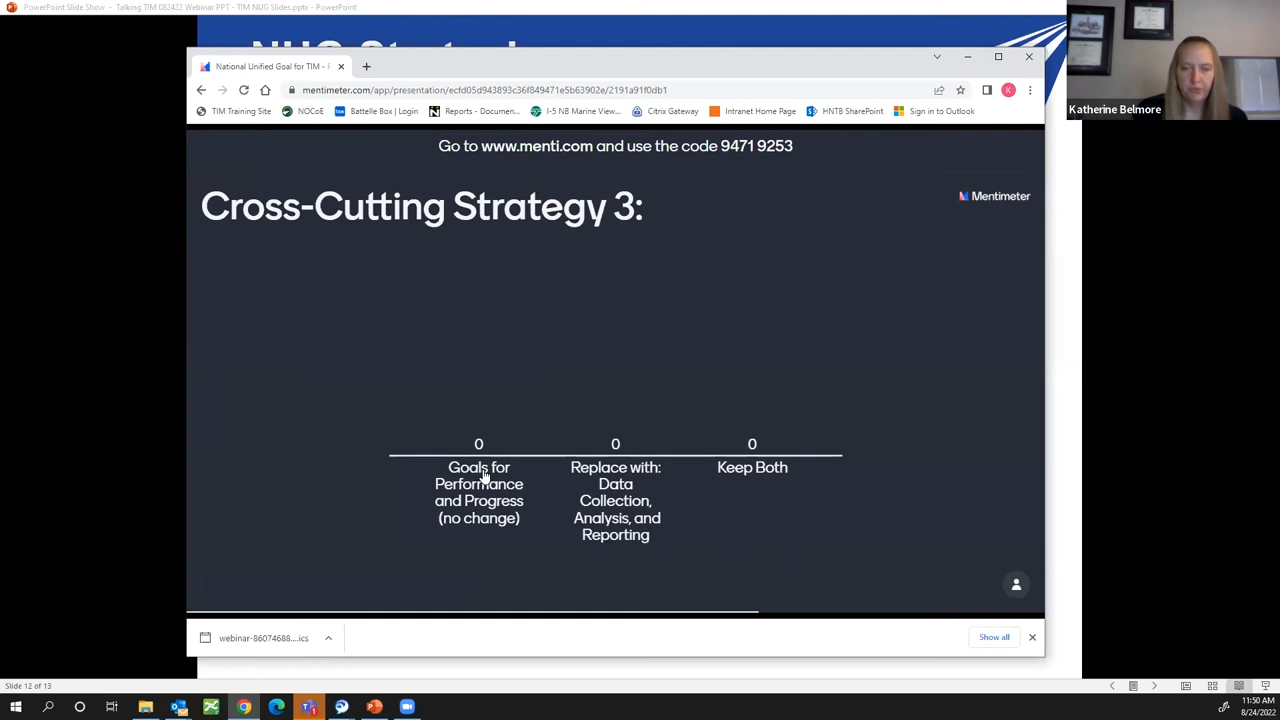 PowerPoint Slide Show - Talking TIM 082422 Webinar PPT - TIM NUG Slides.pptx - PowerPoint
National Unified Goal for TIM -
mentimeter.com/app/presentation/ecfd05d943893c36f849471e5b63902e/2191a91f0db1
K
TIM Training Site
NOCoE
Battelle Box | Login
Reports - Documen...
I-5 NB Marine View...
Citrix Gateway
Intranet Home Page
HNTB SharePoint
Sign in to Outlook
Katherine Belmore
Go to www.menti.com and use the code 9471 9253
Cross-Cutting Strategy 3:
Mentimeter
0 0 0
Goals for
Performance
and Progress
(no change)
Replace with:
Data
Collection,
Analysis, and
Reporting
Keep Both
webinar-86074688....ics
Show all
Slide 12 of 13
11:50 AM
8/24/2022